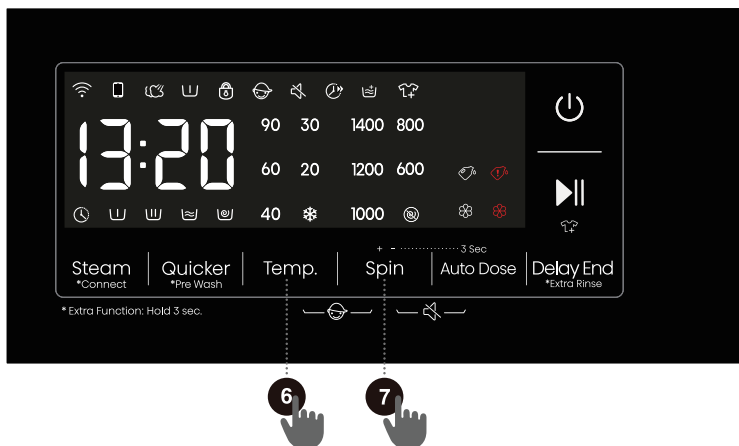 13:20
90 30 1400 800
60 20 1200 600
40 1000
+ - 3 Sec
Steam Quicker Temp. Spin Auto Dose Delay End
*Connect *Pre Wash *Extra Rinse
* Extra Function: Hold 3 sec.
6 7